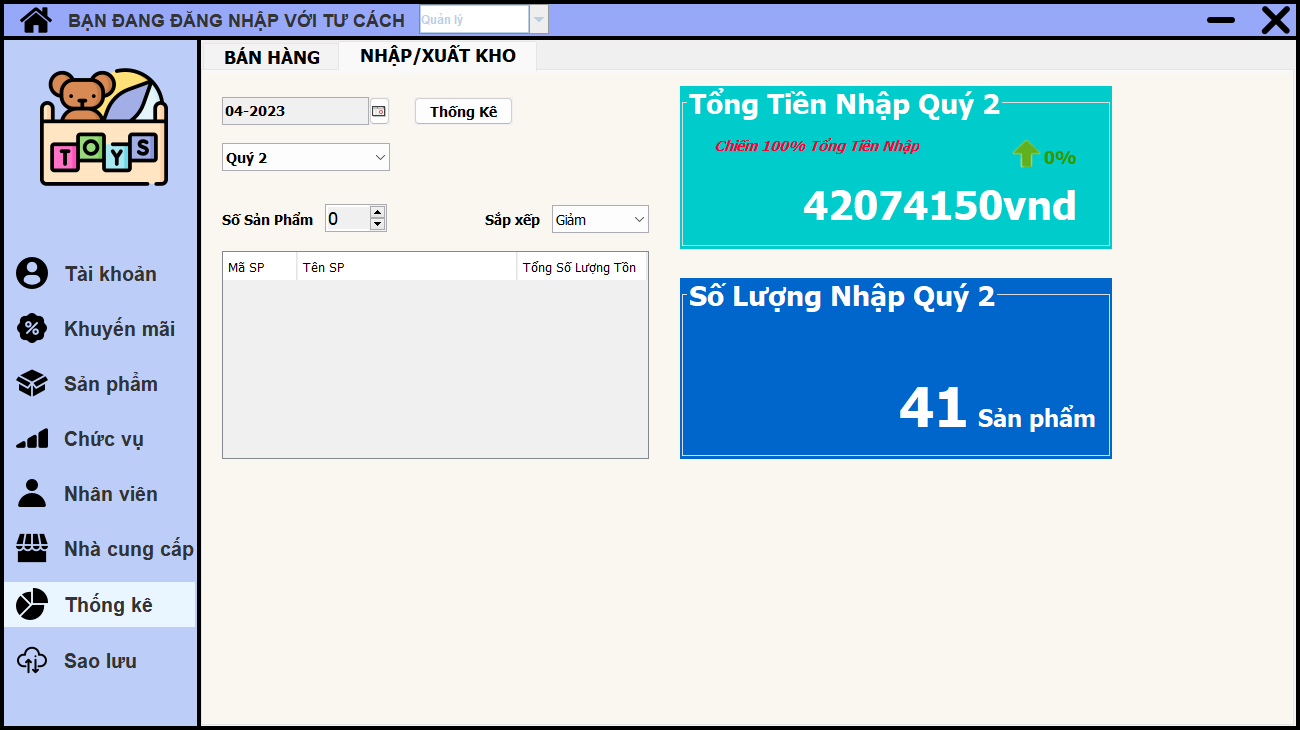 BẠN ĐANG ĐĂNG NHẬP VỚI TƯ CÁCH Quản lý
TOYS
Tài khoản
Khuyến mãi
Sản phẩm
Chức vụ
Nhân viên
Nhà cung cấp
Thống kê
Sao lưu
BÁN HÀNG NHẬP/XUẤT KHO
04-2023 Thống Kê
Quý 2
Số Sản Phẩm 0 Sắp xếp Giảm
Mã SP Tên SP Tổng Số Lượng Tồn
Tổng Tiền Nhập Quý 2
Chiếm 100% Tổng Tiền Nhập
0%
42074150vnd
Số Lượng Nhập Quý 2
41 Sản phẩm